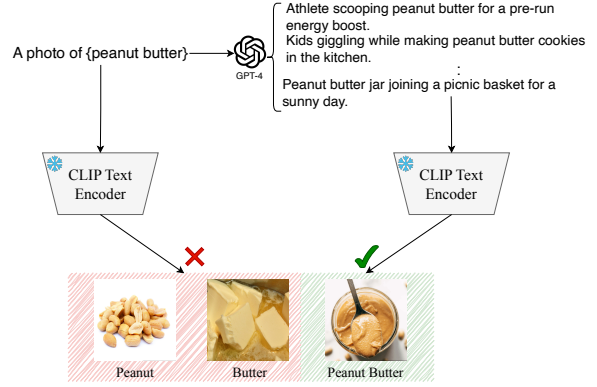 Athlete scooping peanut butter for a pre-run
energy boost.
Kids giggling while making peanut butter cookies
in the kitchen.
:
Peanut butter jar joining a picnic basket for a
sunny day.
A photo of {peanut butter}
GPT-4
CLIP Text
Encoder
CLIP Text
Encoder
Peanut
Butter
Peanut Butter